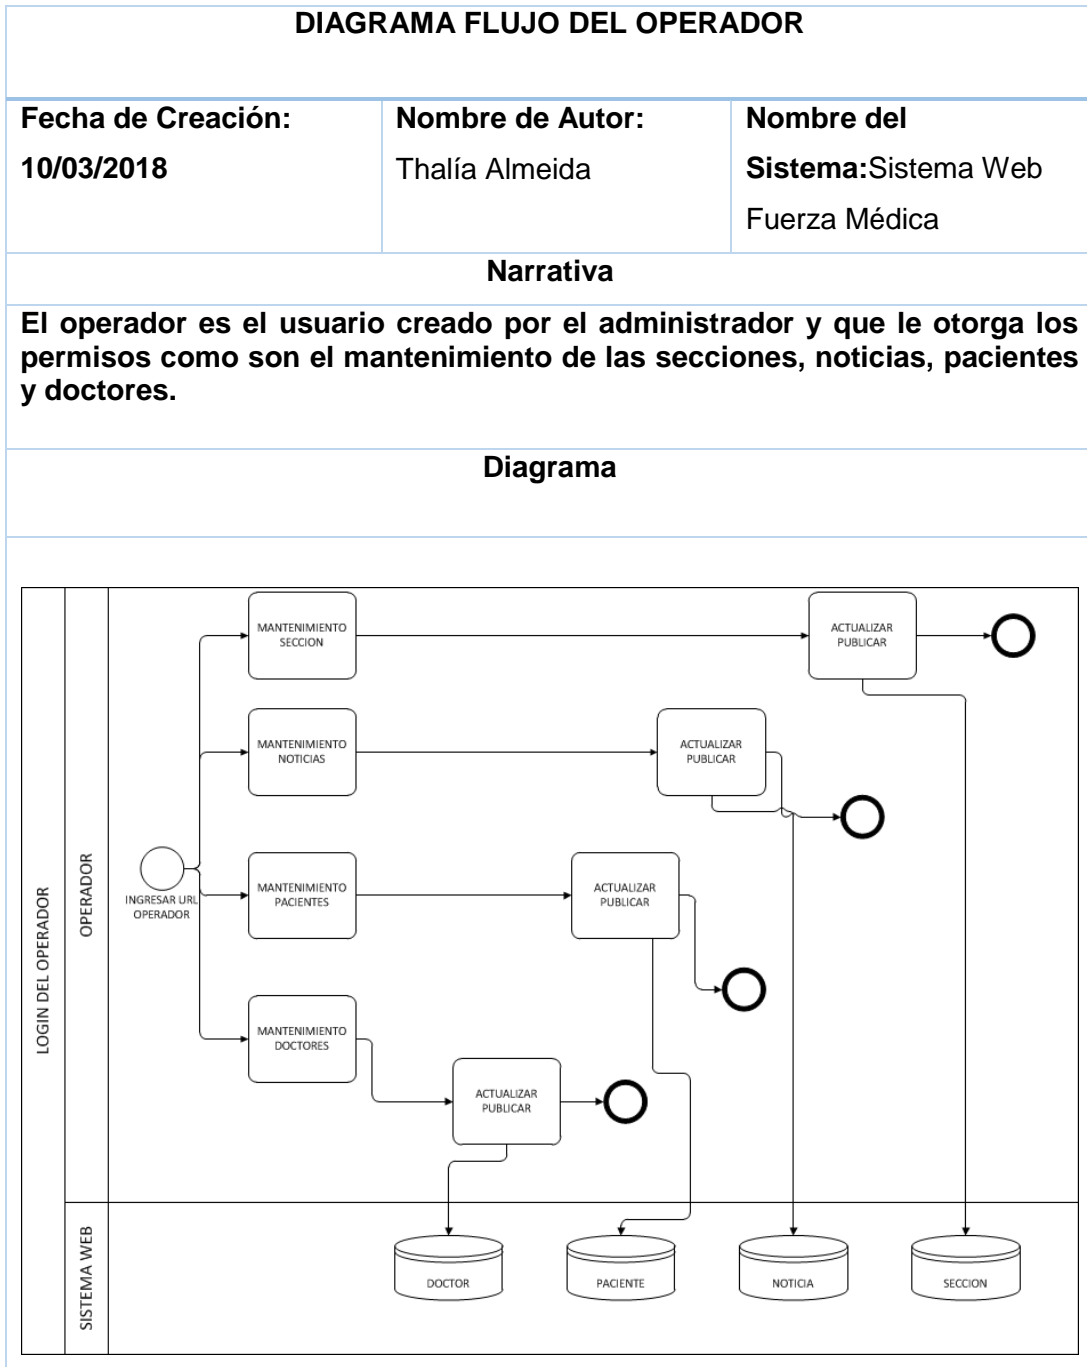 DIAGRAMA FLUJO DEL OPERADOR
Fecha de Creación:
10/03/2018
Nombre de Autor:
Thalía Almeida
Nombre del
Sistema:Sistema Web
Fuerza Médica
Narrativa
El operador es el usuario creado por el administrador y que le otorga los
permisos como son el mantenimiento de las secciones, noticias, pacientes
y doctores.
Diagrama
LOGIN DEL OPERADOR
OPERADOR
MANTENIMIENTO
SECCION
ACTUALIZAR
PUBLICAR
MANTENIMIENTO
NOTICIAS
ACTUALIZAR
PUBLICAR
INGRESAR URL
OPERADOR
MANTENIMIENTO
PACIENTES
ACTUALIZAR
PUBLICAR
MANTENIMIENTO
DOCTORES
ACTUALIZAR
PUBLICAR
SISTEMA WEB
DOCTOR
PACIENTE
NOTICIA
SECCION